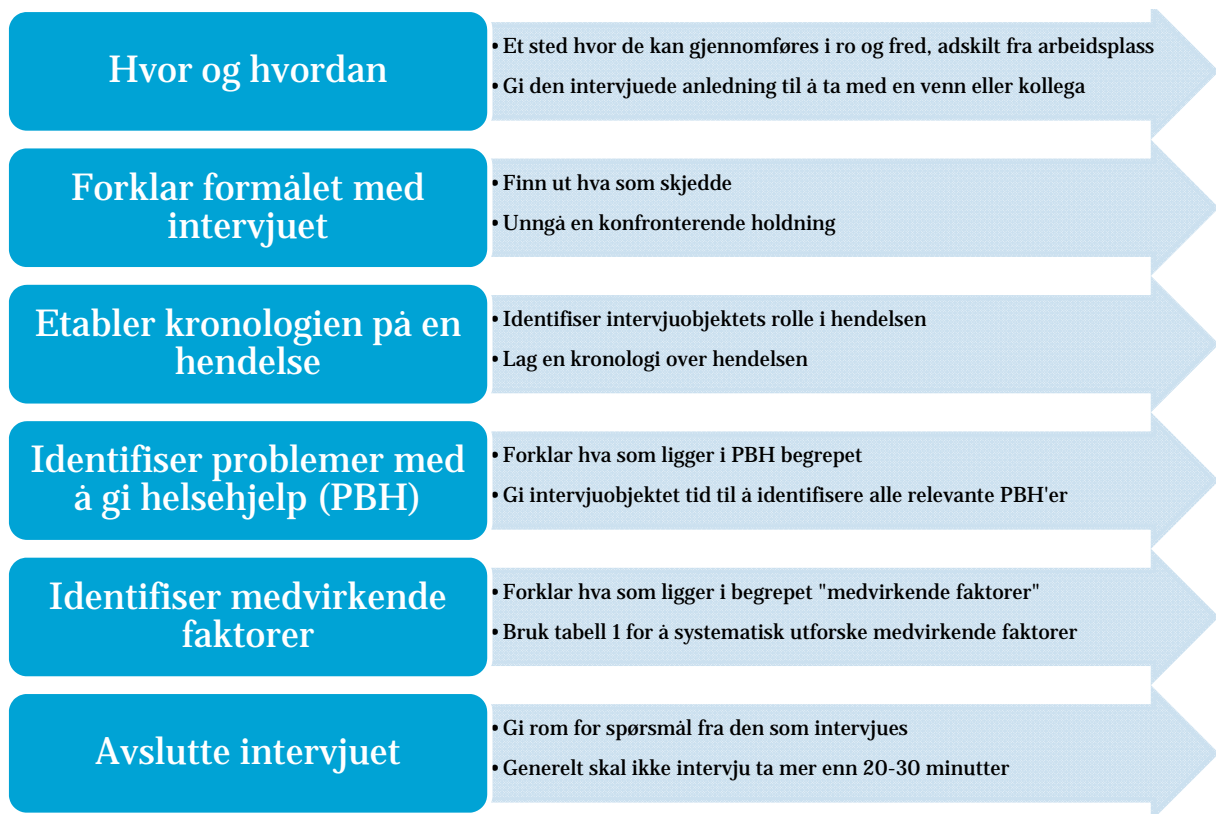 Hvor og hvordan
• Et sted hvor de kan gjennomføres i ro og fred, adskilt fra arbeidsplass
• Gi den intervjuede anledning til å ta med en venn eller kollega
Forklar formålet med
intervjuet
• Finn ut hva som skjedde
• Unngå en konfronterende holdning
Etabler kronologien på en
hendelse
• Identifiser intervjuobjektets rolle i hendelsen
• Lag en kronologi over hendelsen
Identifiser problemer med
å gi helsehjelp (PBH)
• Forklar hva som ligger i PBH begrepet
• Gi intervjuobjektet tid til å identifisere alle relevante PBH'er
Identifiser medvirkende
faktorer
• Forklar hva som ligger i begrepet "medvirkende faktorer"
• Bruk tabell 1 for å systematisk utforske medvirkende faktorer
Avslutte intervjuet
• Gi rom for spørsmål fra den som intervjues
• Generelt skal ikke intervju ta mer enn 20-30 minutter